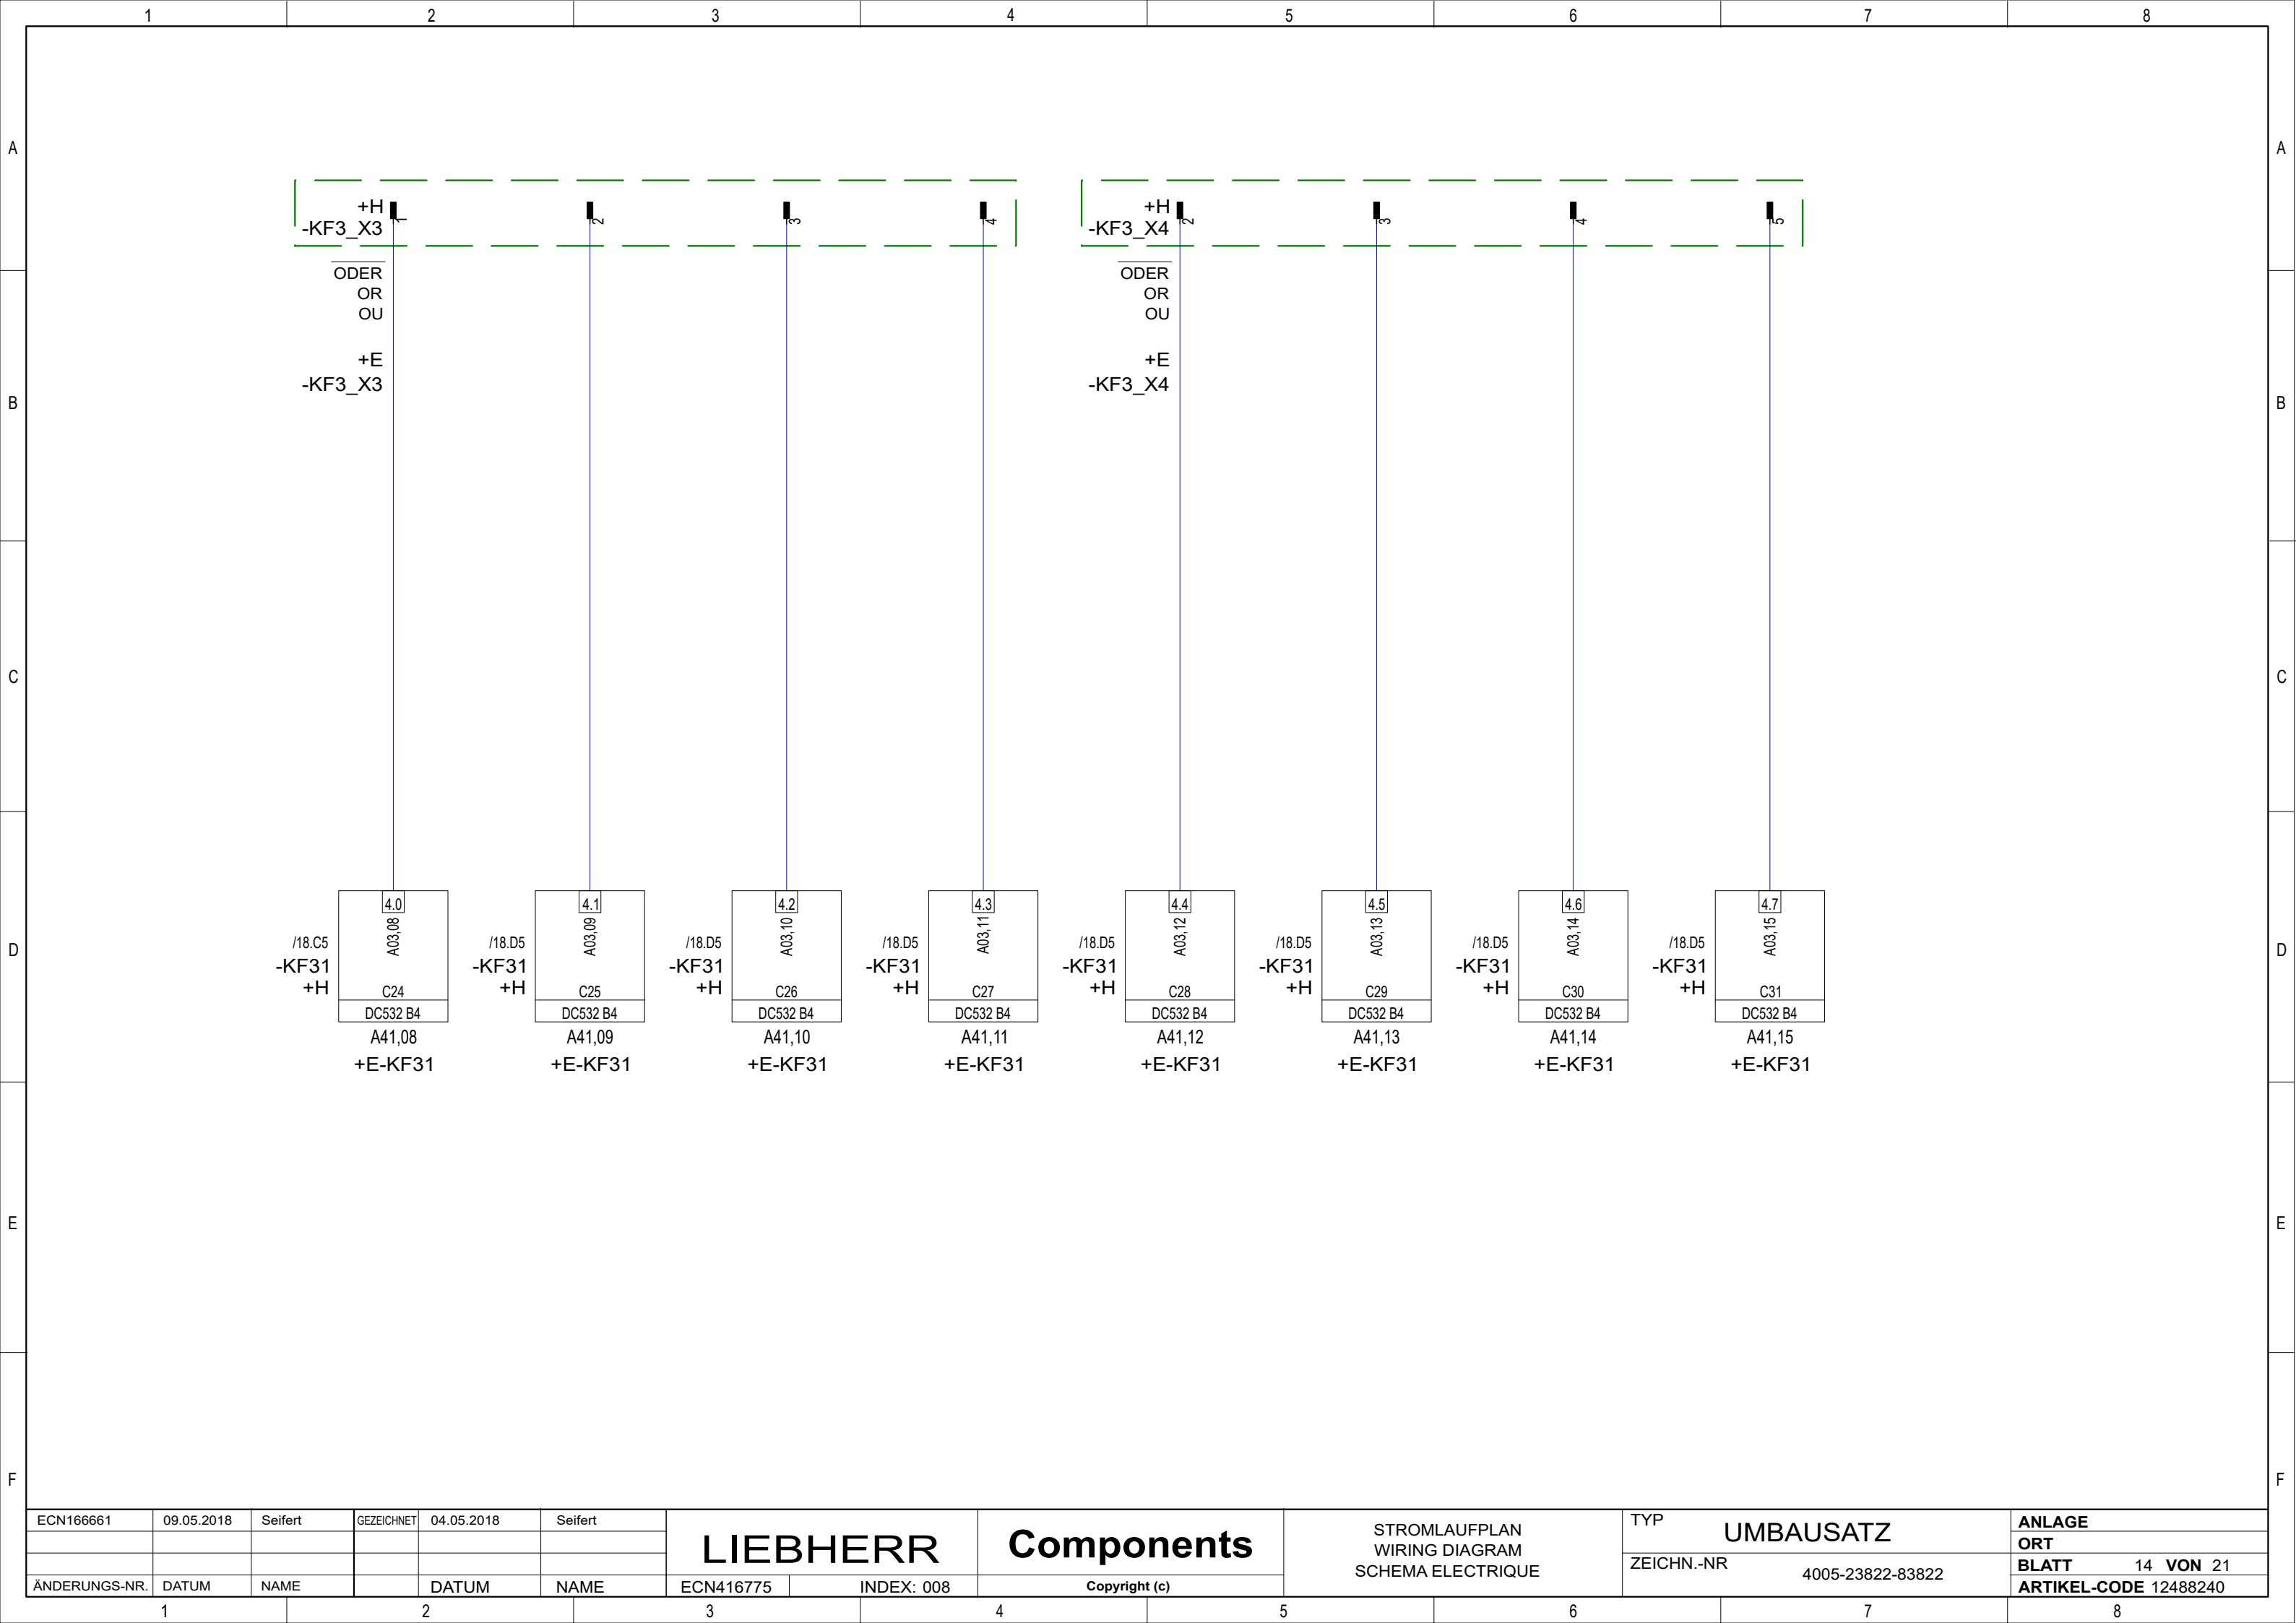 1 2 3 4 5 6 7 8
A A
+H
-KF3_X3
1 2 3 4
+H
-KF3_X4
2 3 4 5
ODER
OR
OU
ODER
OR
OU
+E
-KF3_X3
+E
-KF3_X4
B B
C C
D D
/18.C5
-KF31
+H
4.0
A03,08
C24
DC532 B4
A41,08
+E-KF31
/18.D5
-KF31
+H
4.1
A03,09
C25
DC532 B4
A41,09
+E-KF31
/18.D5
-KF31
+H
4.2
A03,10
C26
DC532 B4
A41,10
+E-KF31
/18.D5
-KF31
+H
4.3
A03,11
C27
DC532 B4
A41,11
+E-KF31
/18.D5
-KF31
+H
4.4
A03,12
C28
DC532 B4
A41,12
+E-KF31
/18.D5
-KF31
+H
4.5
A03,13
C29
DC532 B4
A41,13
+E-KF31
/18.D5
-KF31
+H
4.6
A03,14
C30
DC532 B4
A41,14
+E-KF31
/18.D5
-KF31
+H
4.7
A03,15
C31
DC532 B4
A41,15
+E-KF31
E E
F F
ECN166661 09.05.2018 Seifert GEZEICHNET 04.05.2018 Seifert
ÄNDERUNGS-NR. DATUM NAME DATUM NAME
LIEBHERR
ECN416775 INDEX: 008
Components
Copyright (c)
STROMLAUFPLAN
WIRING DIAGRAM
SCHEMA ELECTRIQUE
TYP UMBAUSATZ
ZEICHN.-NR 4005-23822-83822
ANLAGE
ORT
BLATT 14 VON 21
ARTIKEL-CODE 12488240
1 2 3 4 5 6 7 8